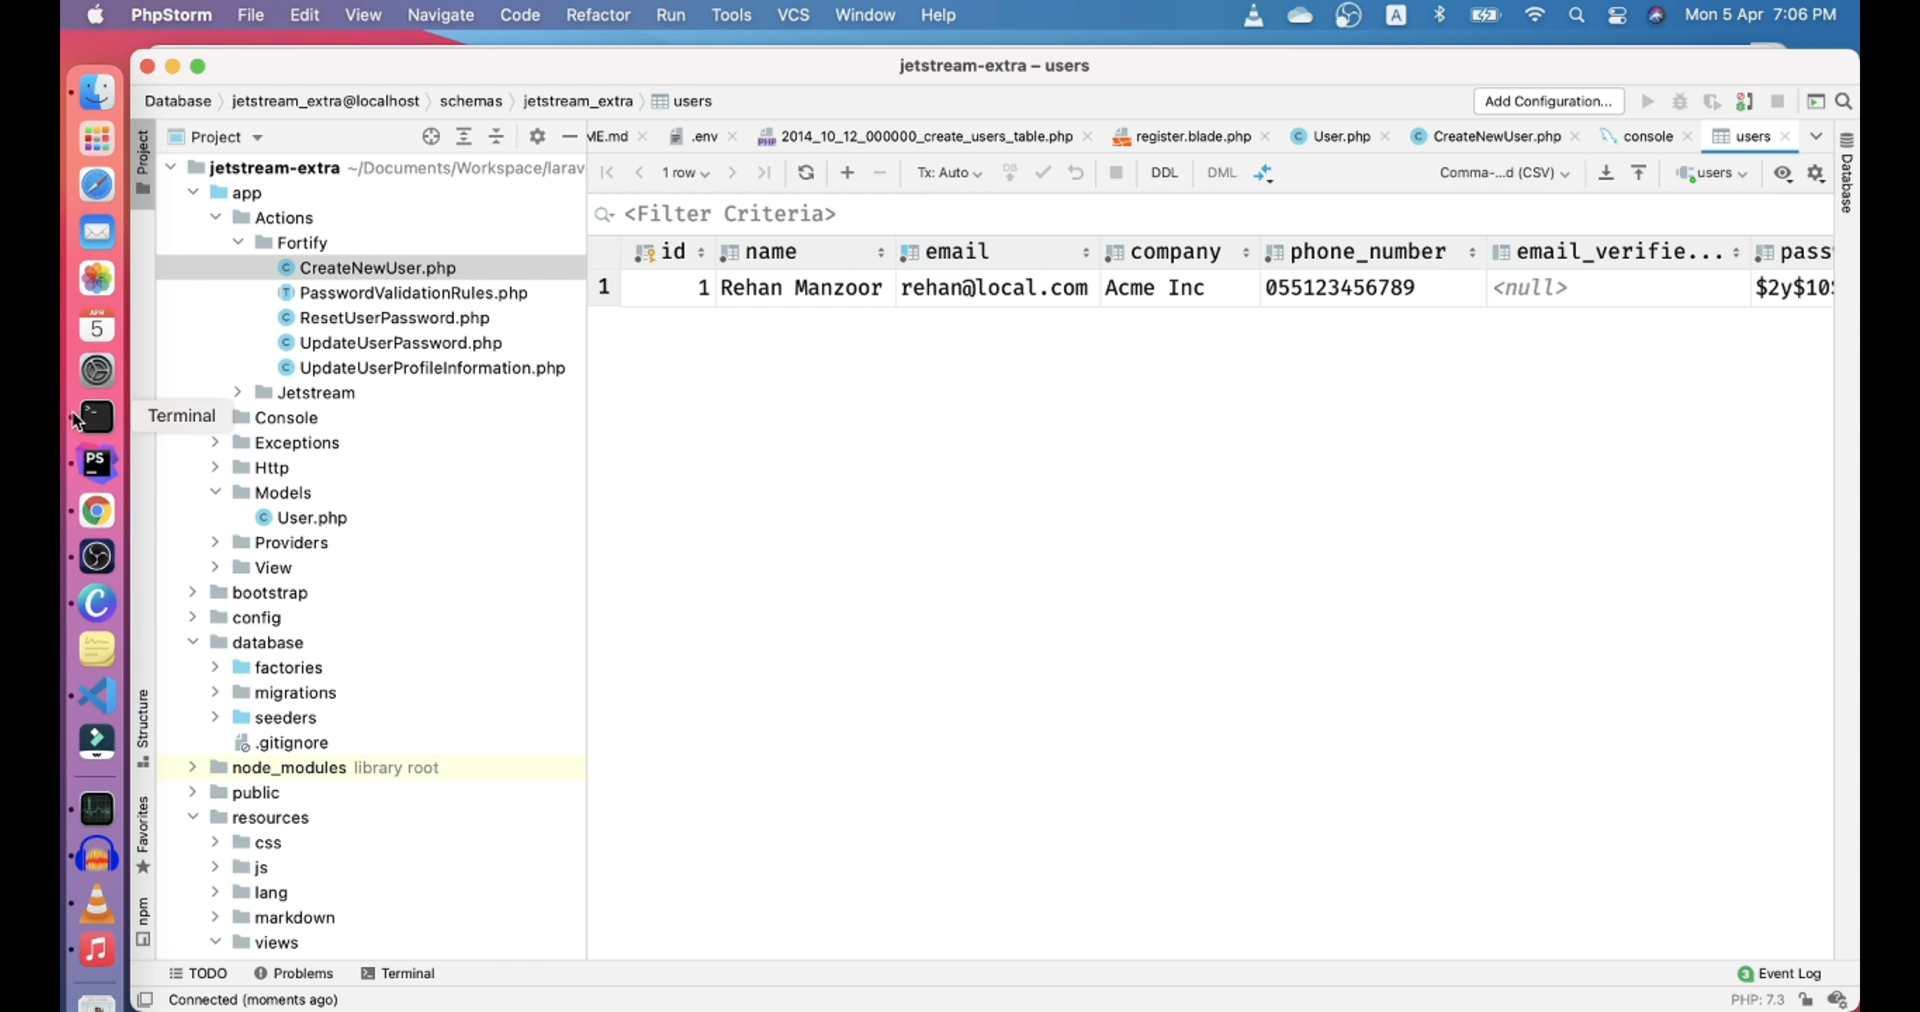 PhpStorm File Edit View Navigate Code Refactor Run Tools VCS Window Help A Mon 5 Apr 7:06 PM
jetstream-extra – users
Database jetstream_extra@localhost schemas jetstream_extra users Add Configuration...
Project ME.md .env 2014_10_12_000000_create_users_table.php register.blade.php User.php CreateNewUser.php console users
1 row Tx: Auto DDL DML Comma-...d (CSV) users
<Filter Criteria>
id name email company phone_number email_verifie... pass
1 1 Rehan Manzoor rehan@local.com Acme Inc 055123456789 <null> $2y$10
jetstream-extra ~/Documents/Workspace/larav
app
Actions
Fortify
CreateNewUser.php
PasswordValidationRules.php
ResetUserPassword.php
UpdateUserPassword.php
UpdateUserProfileInformation.php
Jetstream
Console
Exceptions
Http
Models
User.php
Providers
View
bootstrap
config
database
factories
migrations
seeders
.gitignore
node_modules library root
public
resources
css
js
lang
markdown
views
Project
Structure
Favorites
npm
Database
APR
5
Terminal
PS
TODO Problems Terminal 3 Event Log
Connected (moments ago) PHP: 7.3